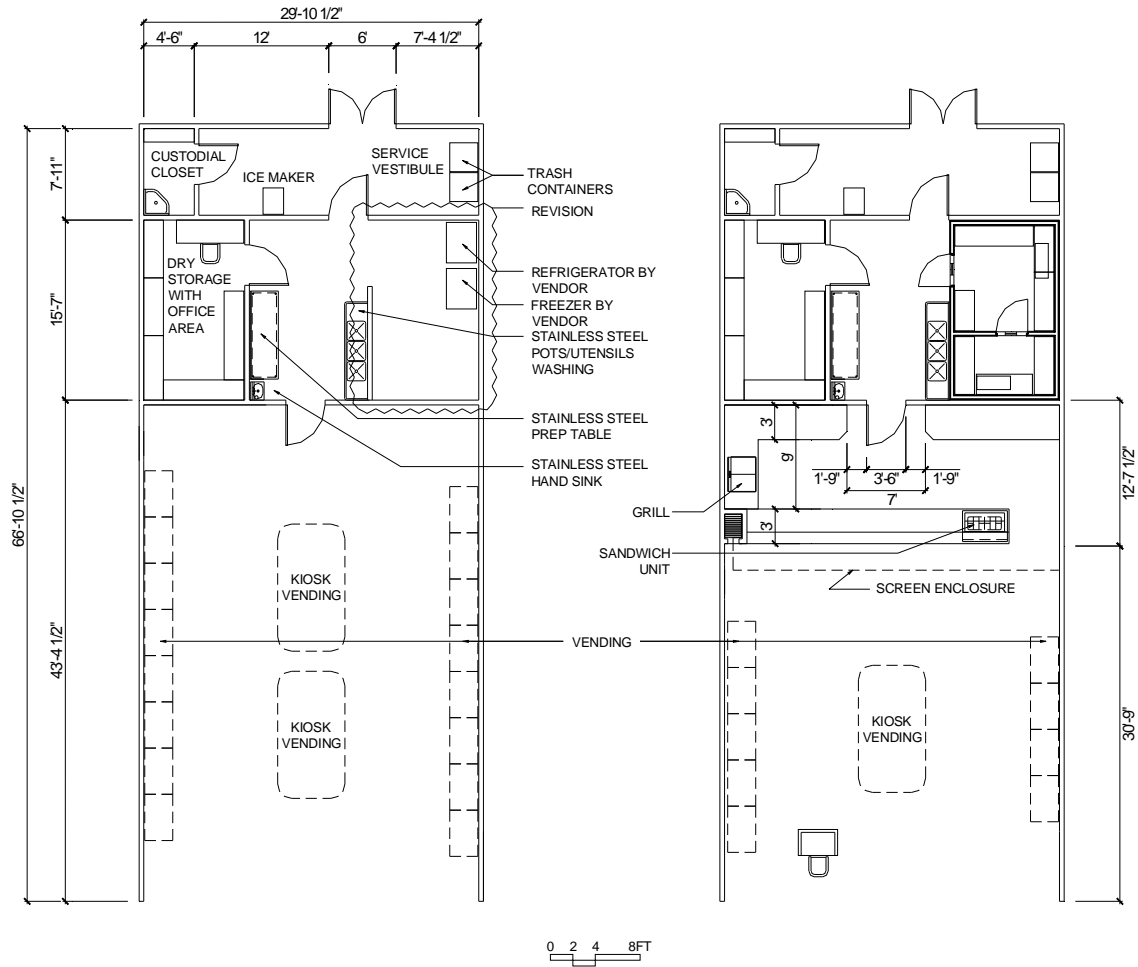 29'-10 1/2"
4'-6"
12'
6'
7'-4 1/2"
66'-10 1/2"
7'-11"
15'-7"
43'-4 1/2"
CUSTODIAL
CLOSET
ICE MAKER
SERVICE
VESTIBULE
TRASH
CONTAINERS
REVISION
DRY
STORAGE
WITH
OFFICE
AREA
REFRIGERATOR BY
VENDOR
FREEZER BY
VENDOR
STAINLESS STEEL
POTS/UTENSILS
WASHING
STAINLESS STEEL
PREP TABLE
STAINLESS STEEL
HAND SINK
KIOSK
VENDING
KIOSK
VENDING
VENDING
GRILL
SANDWICH
UNIT
SCREEN ENCLOSURE
3'
9'
3'
1'-9"
3'-6"
1'-9"
7'
12'-7 1/2"
30'-9"
KIOSK
VENDING
0 2 4 8FT